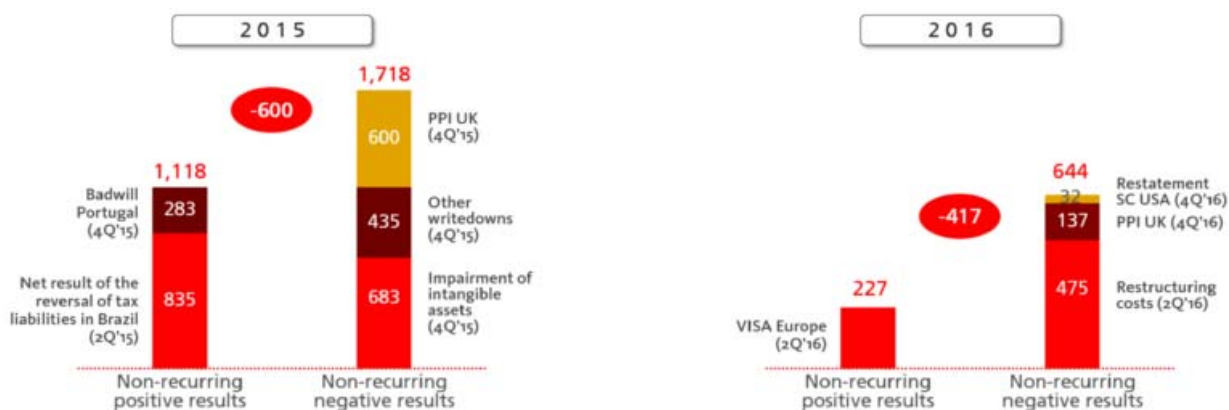 2015
1,718
-600
600
PPI UK
(4Q'15)
1,118
Badwill
Portugal
(4Q'15)
283
435
Other
writedowns
(4Q'15)
Net result of the
reversal of tax
liabilities in Brazil
(2Q'15)
835
683
Impairment of
intangible
assets
(4Q'15)
Non-recurring
positive results
Non-recurring
negative results
2016
644
-417
32
Restatement
SC USA (4Q'16)
137
PPI UK (4Q'16)
227
VISA Europe
(2Q'16)
475
Restructuring
costs (2Q'16)
Non-recurring
positive results
Non-recurring
negative results